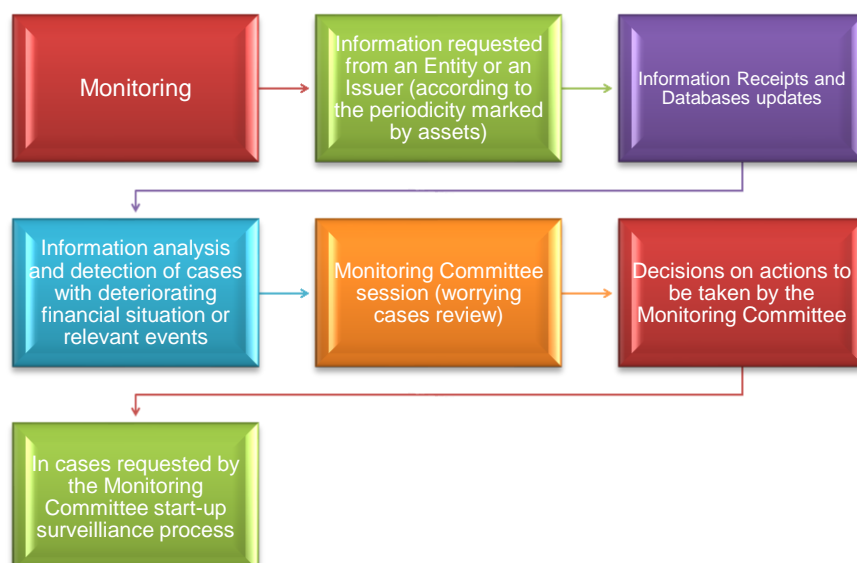 Monitoring
Information requested
from an Entity or an
Issuer (according to
the periodicity marked
by assets)
Information Receipts and
Databases updates
Information analysis
and detection of cases
with deteriorating
financial situation or
relevant events
Monitoring Committee
session (worrying
cases review)
Decisions on actions to
be taken by the
Monitoring Committee
In cases requested by
the Monitoring
Committee start-up
surveilliance process